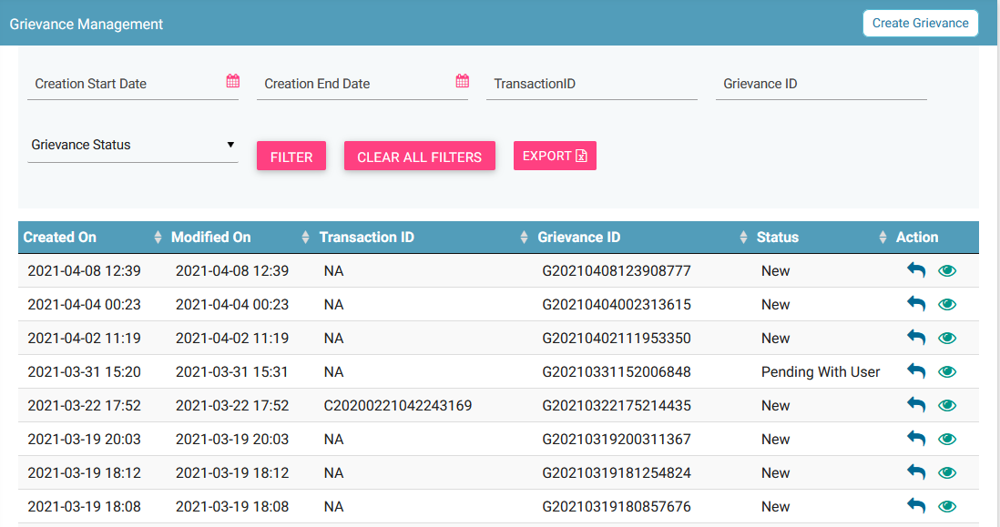 Grievance Management Create Grievance
Creation Start Date Creation End Date TransactionID Grievance ID
Grievance Status FILTER CLEAR ALL FILTERS EXPORT
Created On Modified On Transaction ID Grievance ID Status Action
2021-04-08 12:39 2021-04-08 12:39 NA G20210408123908777 New
2021-04-04 00:23 2021-04-04 00:23 NA G20210404002313615 New
2021-04-02 11:19 2021-04-02 11:19 NA G20210402111953350 New
2021-03-31 15:20 2021-03-31 15:31 NA G20210331152006848 Pending With User
2021-03-22 17:52 2021-03-22 17:52 C20200221042243169 G20210322175214435 New
2021-03-19 20:03 2021-03-19 20:03 NA G20210319200311367 New
2021-03-19 18:12 2021-03-19 18:12 NA G20210319181254824 New
2021-03-19 18:08 2021-03-19 18:08 NA G20210319180857676 New